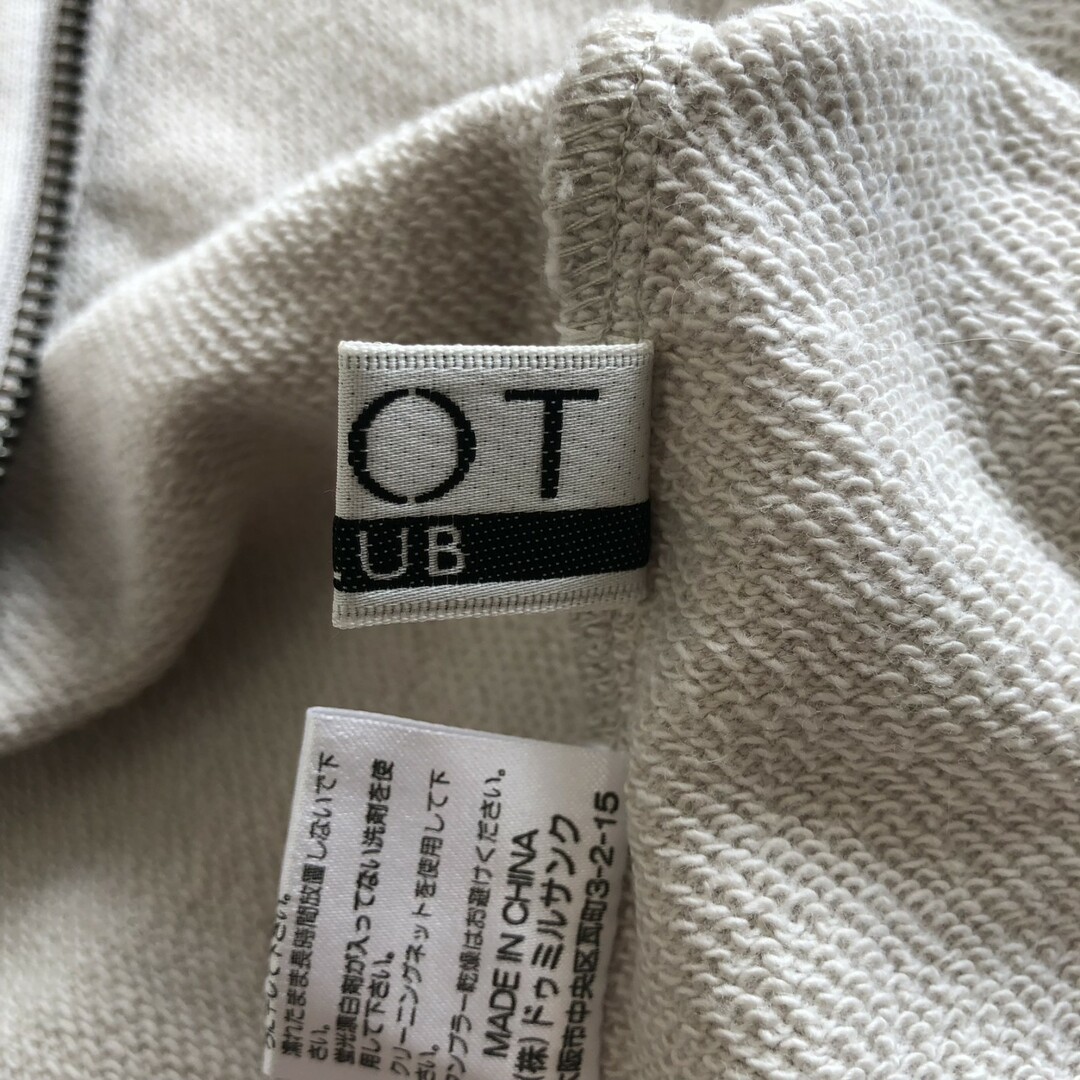 OT
UB
濡れたまま長時間放置しないで下
さい。
蛍光漂白剤が入ってない洗剤を使
用して下さい。
クリーニングネットを使用して下
さい。
タンブラー乾燥はお避けください。
MADE IN CHINA
(株)ドゥミルサンク
大阪市中央区瓦町3-2-15